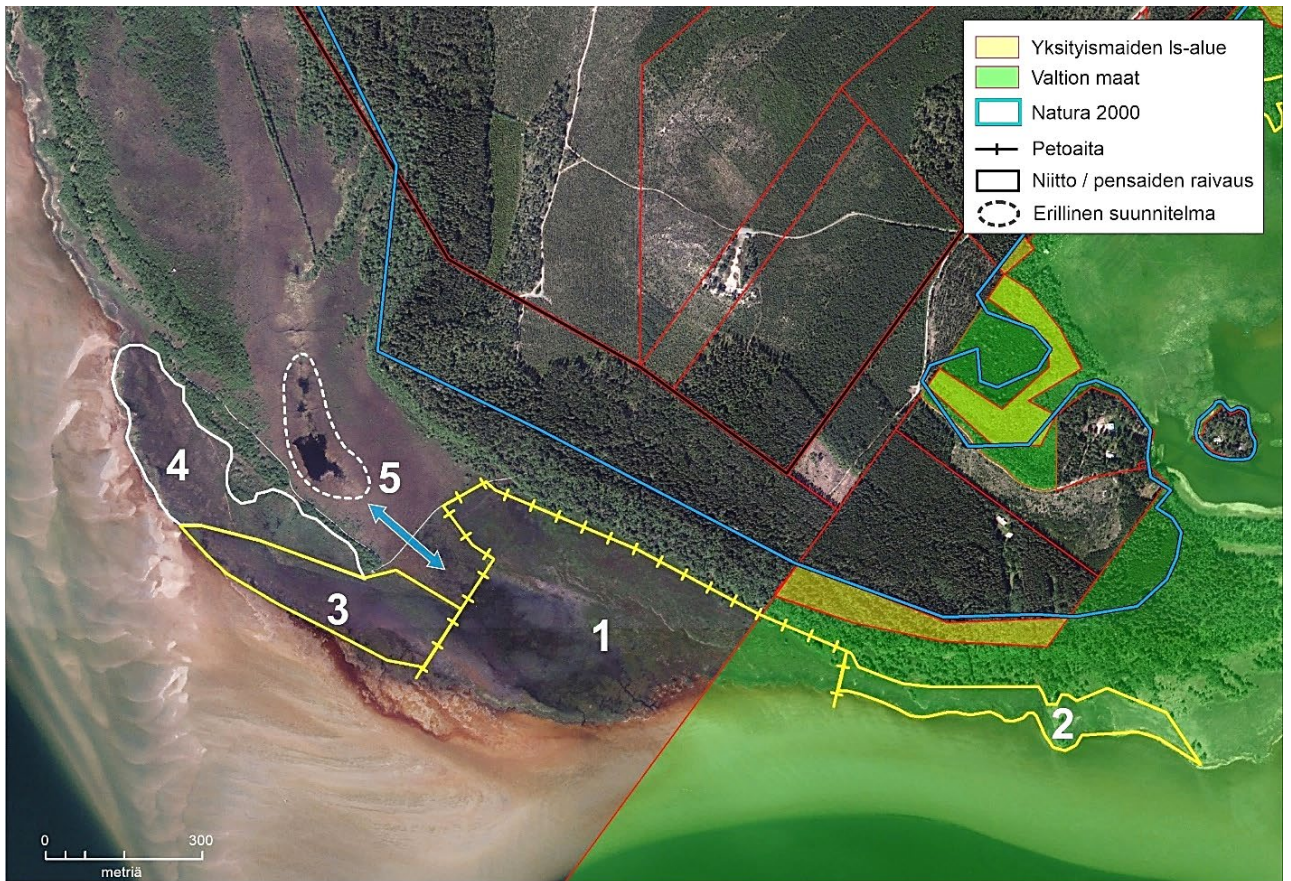 Yksityismaiden ls-alue
Valtion maat
Natura 2000
Petoaita
Niitto / pensaiden raivaus
Erillinen suunnitelma
4
5
3
1
2
0 300
metriä